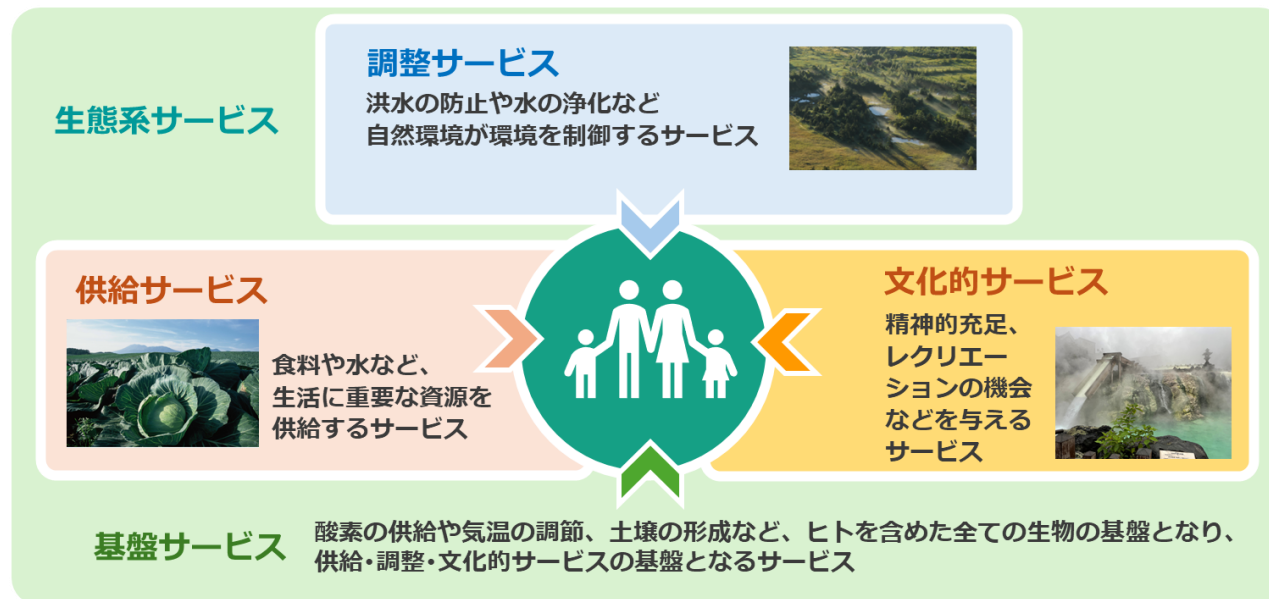 生態系サービス
調整サービス
洪水の防止や水の浄化など
自然環境が環境を制御するサービス
供給サービス
食料や水など、
生活に重要な資源を
供給するサービス
文化的サービス
精神的充足、
レクリエー
ションの機会
などを与える
サービス
基盤サービス
酸素の供給や気温の調節、土壌の形成など、ヒトを含めた全ての生物の基盤となり、
供給・調整・文化的サービスの基盤となるサービス